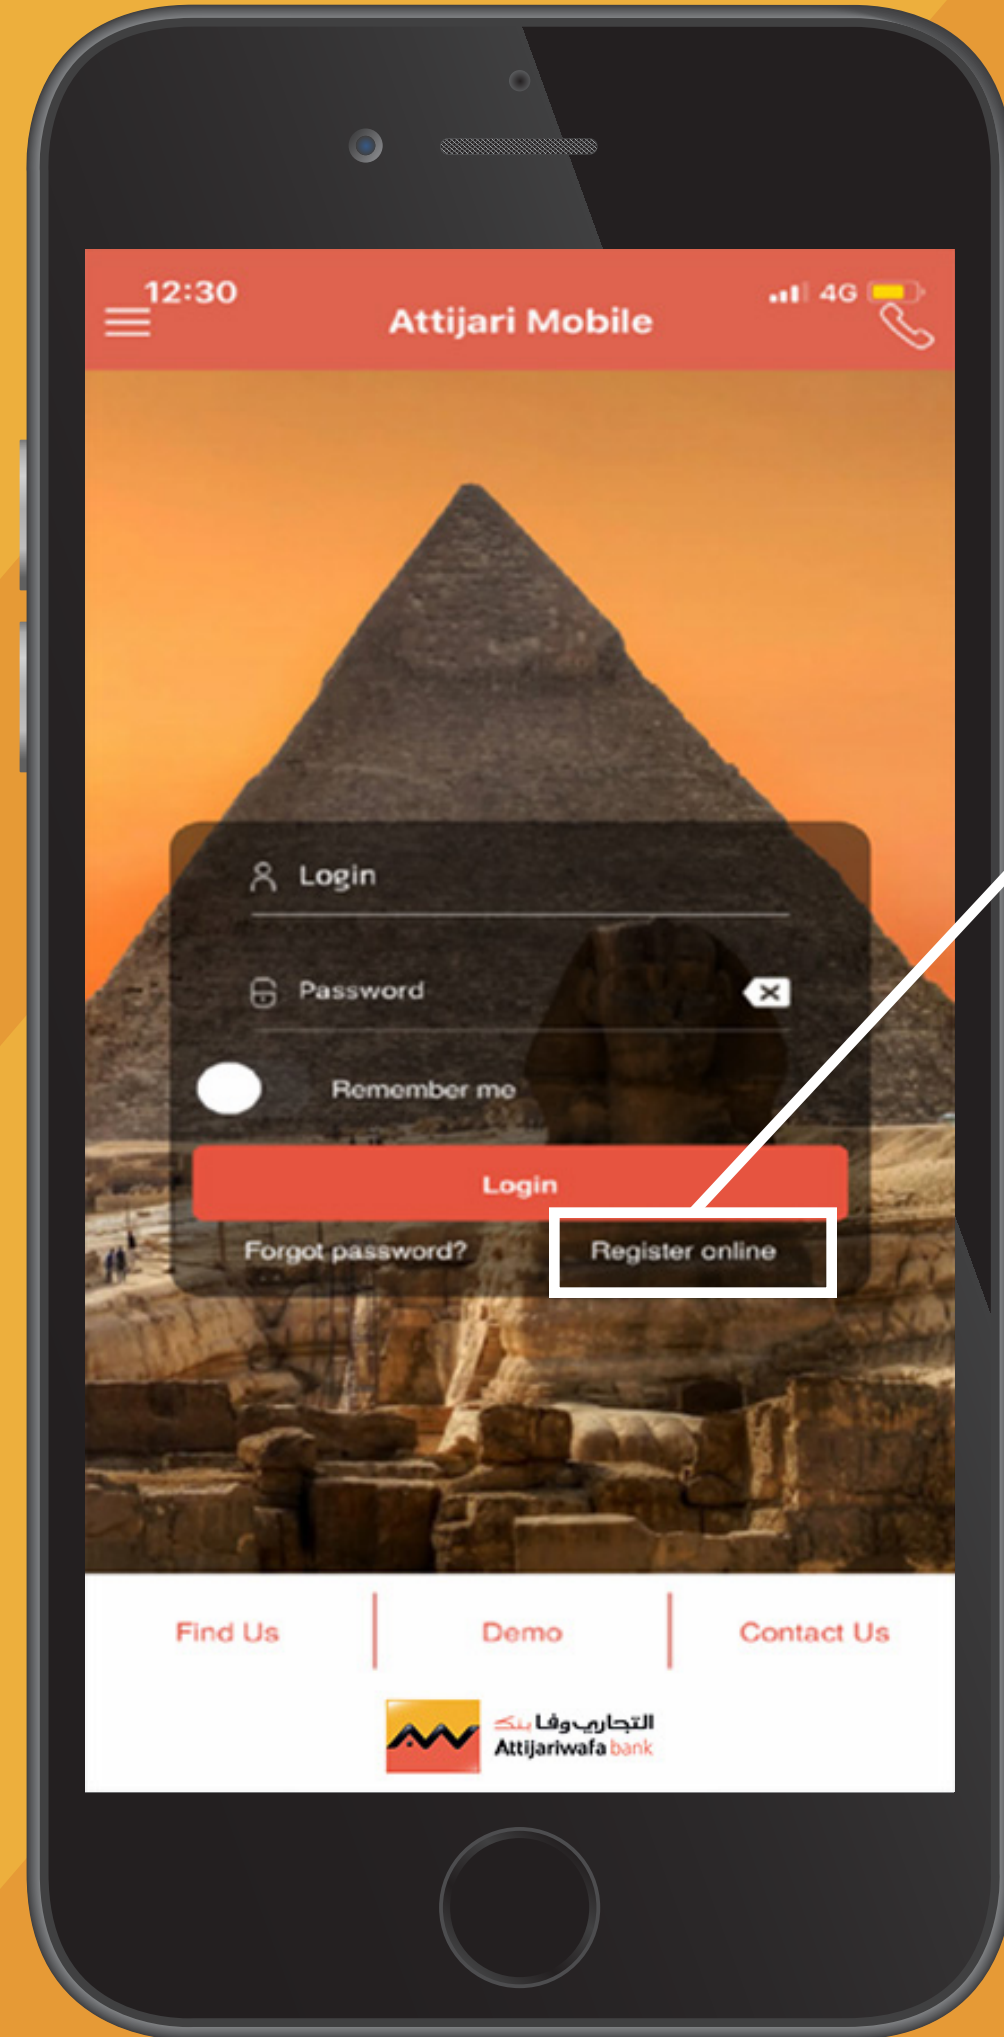 12:30
4G
Attijari Mobile
Login
Password
Remember me
Login
Forgot password?
Register online
Find Us
Demo
Contact Us
التجاري وفا بنك
Attijariwafa bank